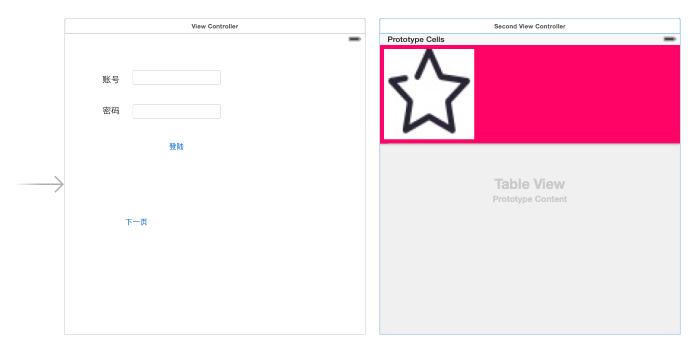 View Controller
账号
密码
登陆
下一页
Second View Controller
Prototype Cells
Table View
Prototype Content